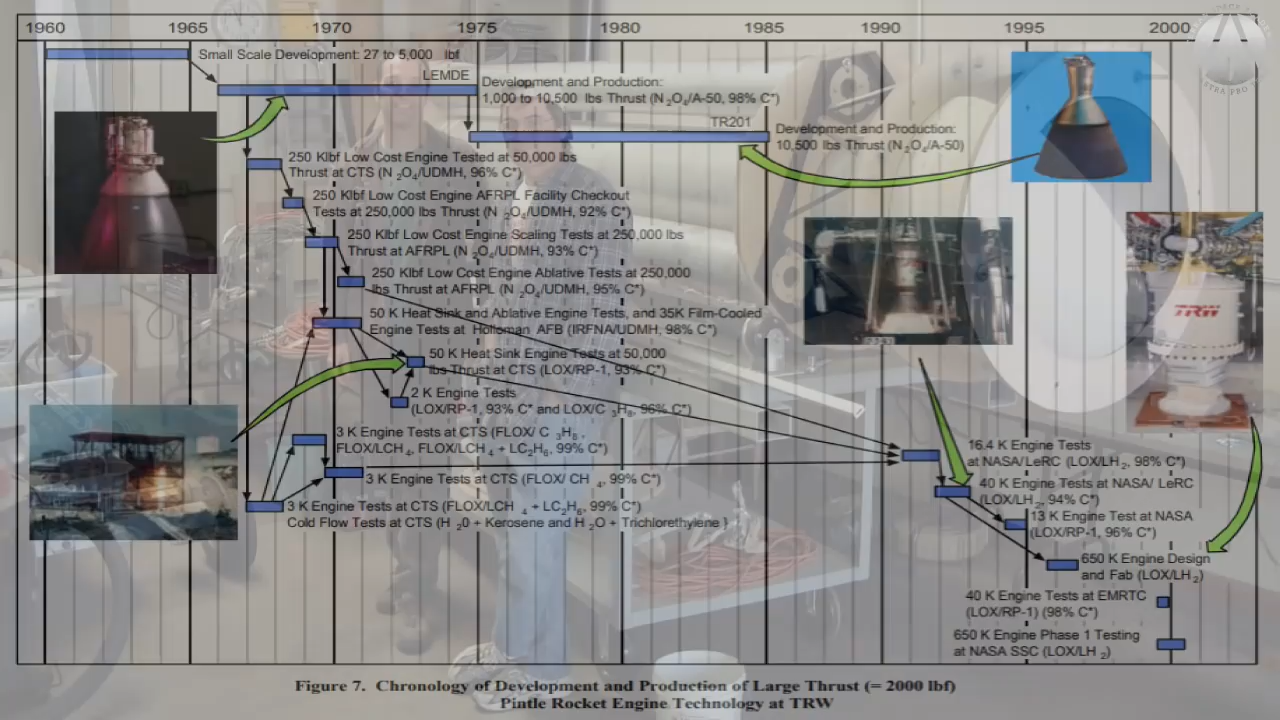 1960 1965 1970 1975 1980 1985 1990 1995 2000
Small Scale Development: 27 to 5,000 lbf
LEMDE
Development and Production:
1,000 to 10,500 lbs Thrust (N2O4/A-50, 98% C*)
TR201
Development and Production:
10,500 lbs Thrust (N2O4/A-50)
250 Klbf Low Cost Engine Tested at 50,000 lbs
Thrust at CTS (N2O4/UDMH, 96% C*)
250 Klbf Low Cost Engine AFRPL Facility Checkout
Tests at 250,000 lbs Thrust (N2O4/UDMH, 92% C*)
250 Klbf Low Cost Engine Scaling Tests at 250,000 lbs
Thrust at AFRPL (N2O4/UDMH, 93% C*)
250 Klbf Low Cost Engine Ablative Tests at 250,000
lbs Thrust at AFRPL (N2O4/UDMH, 95% C*)
50 K Heat Sink and Ablative Engine Tests, and 35K Film-Cooled
Engine Tests at Holloman AFB (IRFNA/UDMH, 98% C*)
50 K Heat Sink Engine Tests at 50,000
lbs Thrust at CTS (LOX/RP-1, 93% C*)
2 K Engine Tests
(LOX/RP-1, 93% C* and LOX/C3H8, 96% C*)
3 K Engine Tests at CTS (FLOX/ C3H8,
FLOX/LCH4, FLOX/LCH4 + LC2H6, 99% C*)
3 K Engine Tests at CTS (FLOX/ CH4, 99% C*)
3 K Engine Tests at CTS (FLOX/LCH4 + LC2H6, 99% C*)
Cold Flow Tests at CTS (H20 + Kerosene and H2O + Trichlorethylene )
TRW
16.4 K Engine Tests
at NASA/LeRC (LOX/LH2, 98% C*)
40 K Engine Tests at NASA/ LeRC
(LOX/LH2, 94% C*)
13 K Engine Test at NASA
(LOX/RP-1, 96% C*)
650 K Engine Design
and Fab (LOX/LH2)
40 K Engine Tests at EMRTC
(LOX/RP-1) (98% C*)
650 K Engine Phase 1 Testing
at NASA SSC (LOX/LH2)
Figure 7. Chronology of Development and Production of Large Thrust (= 2000 lbf)
Pintle Rocket Engine Technology at TRW